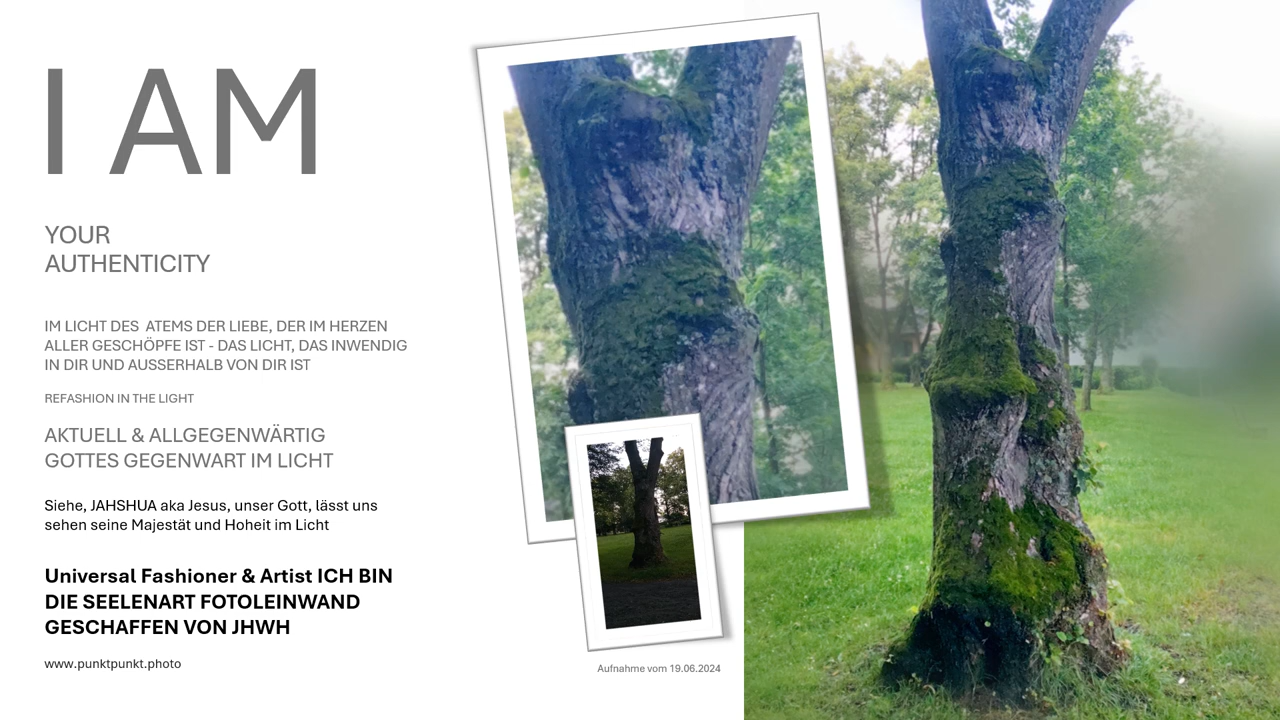 I AM
YOUR
AUTHENTICITY
IM LICHT DES  ATEMS DER LIEBE, DER IM HERZEN
ALLER GESCHÖPFE IST - DAS LICHT, DAS INWENDIG
IN DIR UND AUSSERHALB VON DIR IST
REFASHION IN THE LIGHT
AKTUELL & ALLGEGENWÄRTIG
GOTTES GEGENWART IM LICHT
Siehe, JAHSHUA aka Jesus, unser Gott, lässt uns
sehen seine Majestät und Hoheit im Licht
Universal Fashioner & Artist ICH BIN
DIE SEELENART FOTOLEINWAND
GESCHAFFEN VON JHWH
www.punktpunkt.photo
Aufnahme vom 19.06.2024